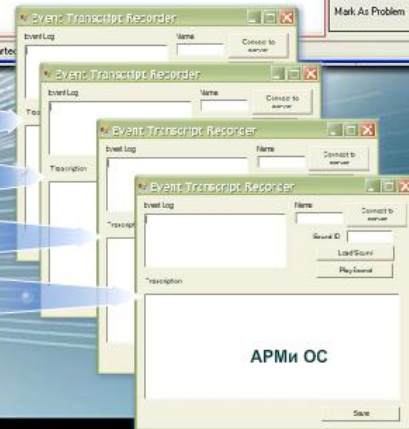 Mark As Problem
Event Transcript Recorder
Event Log
Name
Connect to
server
Event Transcript Recorder
Event Log
Name
Connect to
server
Transcription
Event Transcript Recorder
Event Log
Name
Connect to
server
Event Transcript Recorder
Event Log
Name
Connect to
server
Sound ID
Load Sound
Play Sound
Transcription
АРМи ОС
Save